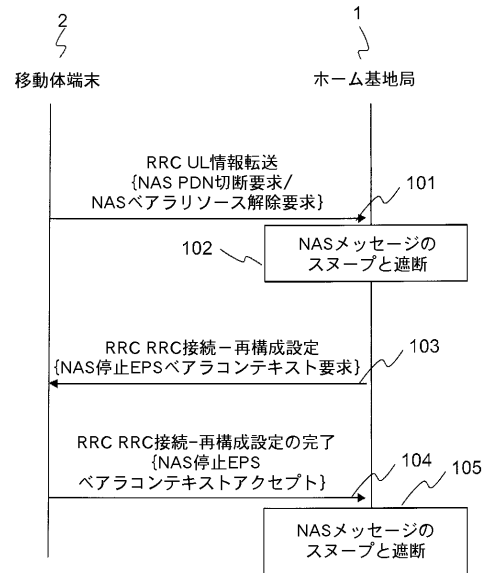 2
1
移動体端末
ホーム基地局
RRC UL情報転送
{NAS PDN切断要求/
NASベアラリソース解除要求}
101
102
NASメッセージの
スヌープと遮断
RRC RRC接続－再構成設定
{NAS停止EPSベアラコンテキスト要求}
103
RRC RRC接続−再構成設定の完了
{NAS停止EPS
ベアラコンテキストアクセプト}
104
105
NASメッセージの
スヌープと遮断